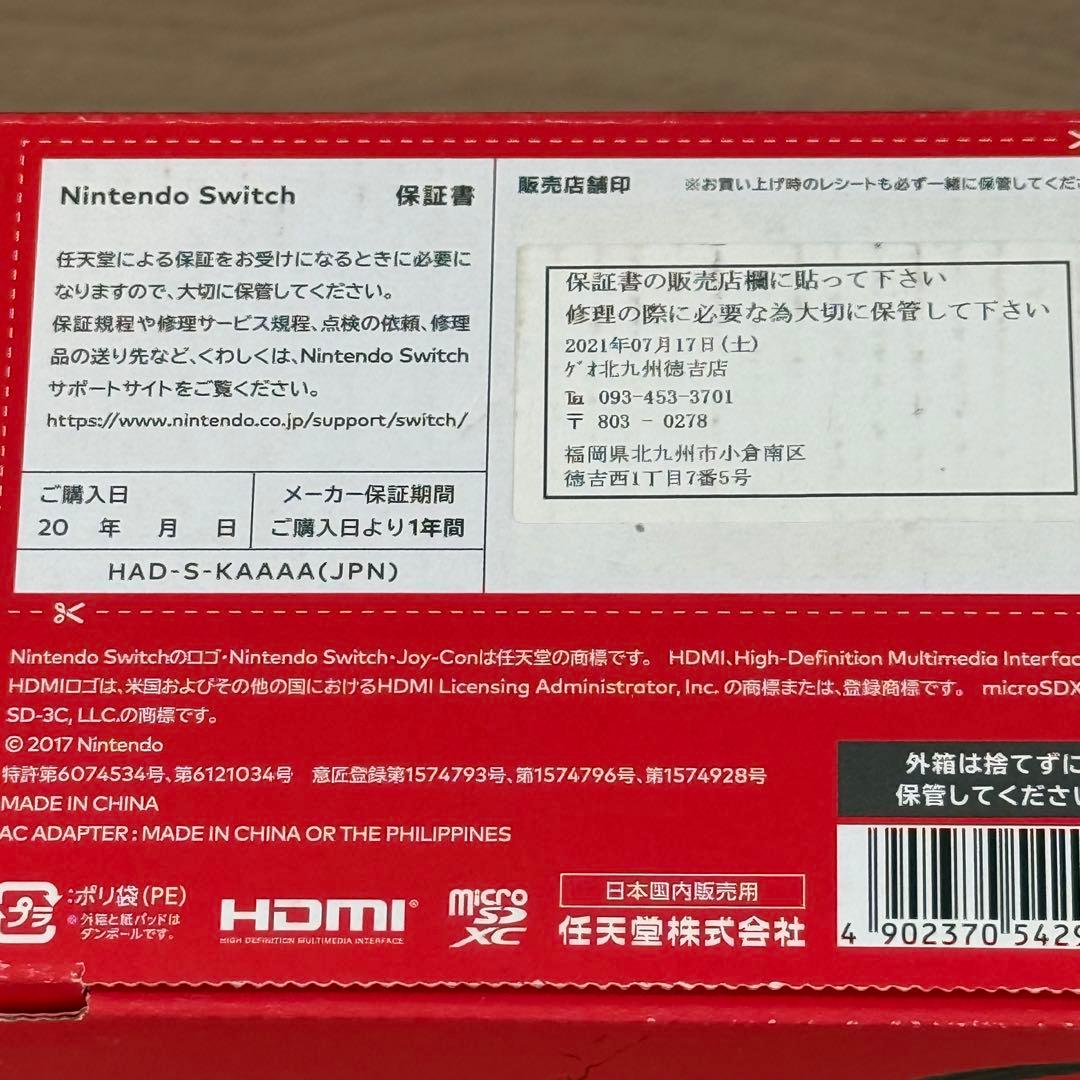 Nintendo Switch 保証書
任天堂による保証をお受けになるときに必要に
なりますので、大切に保管してください。
保証規程や修理サービス規程、点検の依頼、修理
品の送り先など、くわしくは、Nintendo Switch
サポートサイトをご覧ください。
https://www.nintendo.co.jp/support/switch/
ご購入日
20 年 月 日
メーカー保証期間
ご購入日より1年間
HAD-S-KAAAA(JPN)
販売店舗印 ※お買い上げ時のレシートも必ず一緒に保管してくださ
保証書の販売店欄に貼って下さい
修理の際に必要な為大切に保管して下さい
2021年07月17日(土)
ゲオ北九州徳吉店
℡ 093-453-3701
〒 803 - 0278
福岡県北九州市小倉南区
徳吉西1丁目7番5号
Nintendo Switchのロゴ・Nintendo Switch・Joy-Conは任天堂の商標です。 HDMI、High-Definition Multimedia Interfac
HDMIロゴは、米国およびその他の国におけるHDMI Licensing Administrator, Inc. の商標または、登録商標です。 microSDX
SD-3C, LLC.の商標です。
© 2017 Nintendo
特許第6074534号、第6121034号 意匠登録第1574793号、第1574796号、第1574928号
MADE IN CHINA
AC ADAPTER : MADE IN CHINA OR THE PHILIPPINES
外箱は捨てずに
保管してください
プラ
:ポリ袋(PE)
※外箱と紙パッドは
ダンボールです。
HDMI®
HIGH DEFINITION MULTIMEDIA INTERFACE
micro
SD
XC
日本国内販売用
任天堂株式会社
4 902370 5429